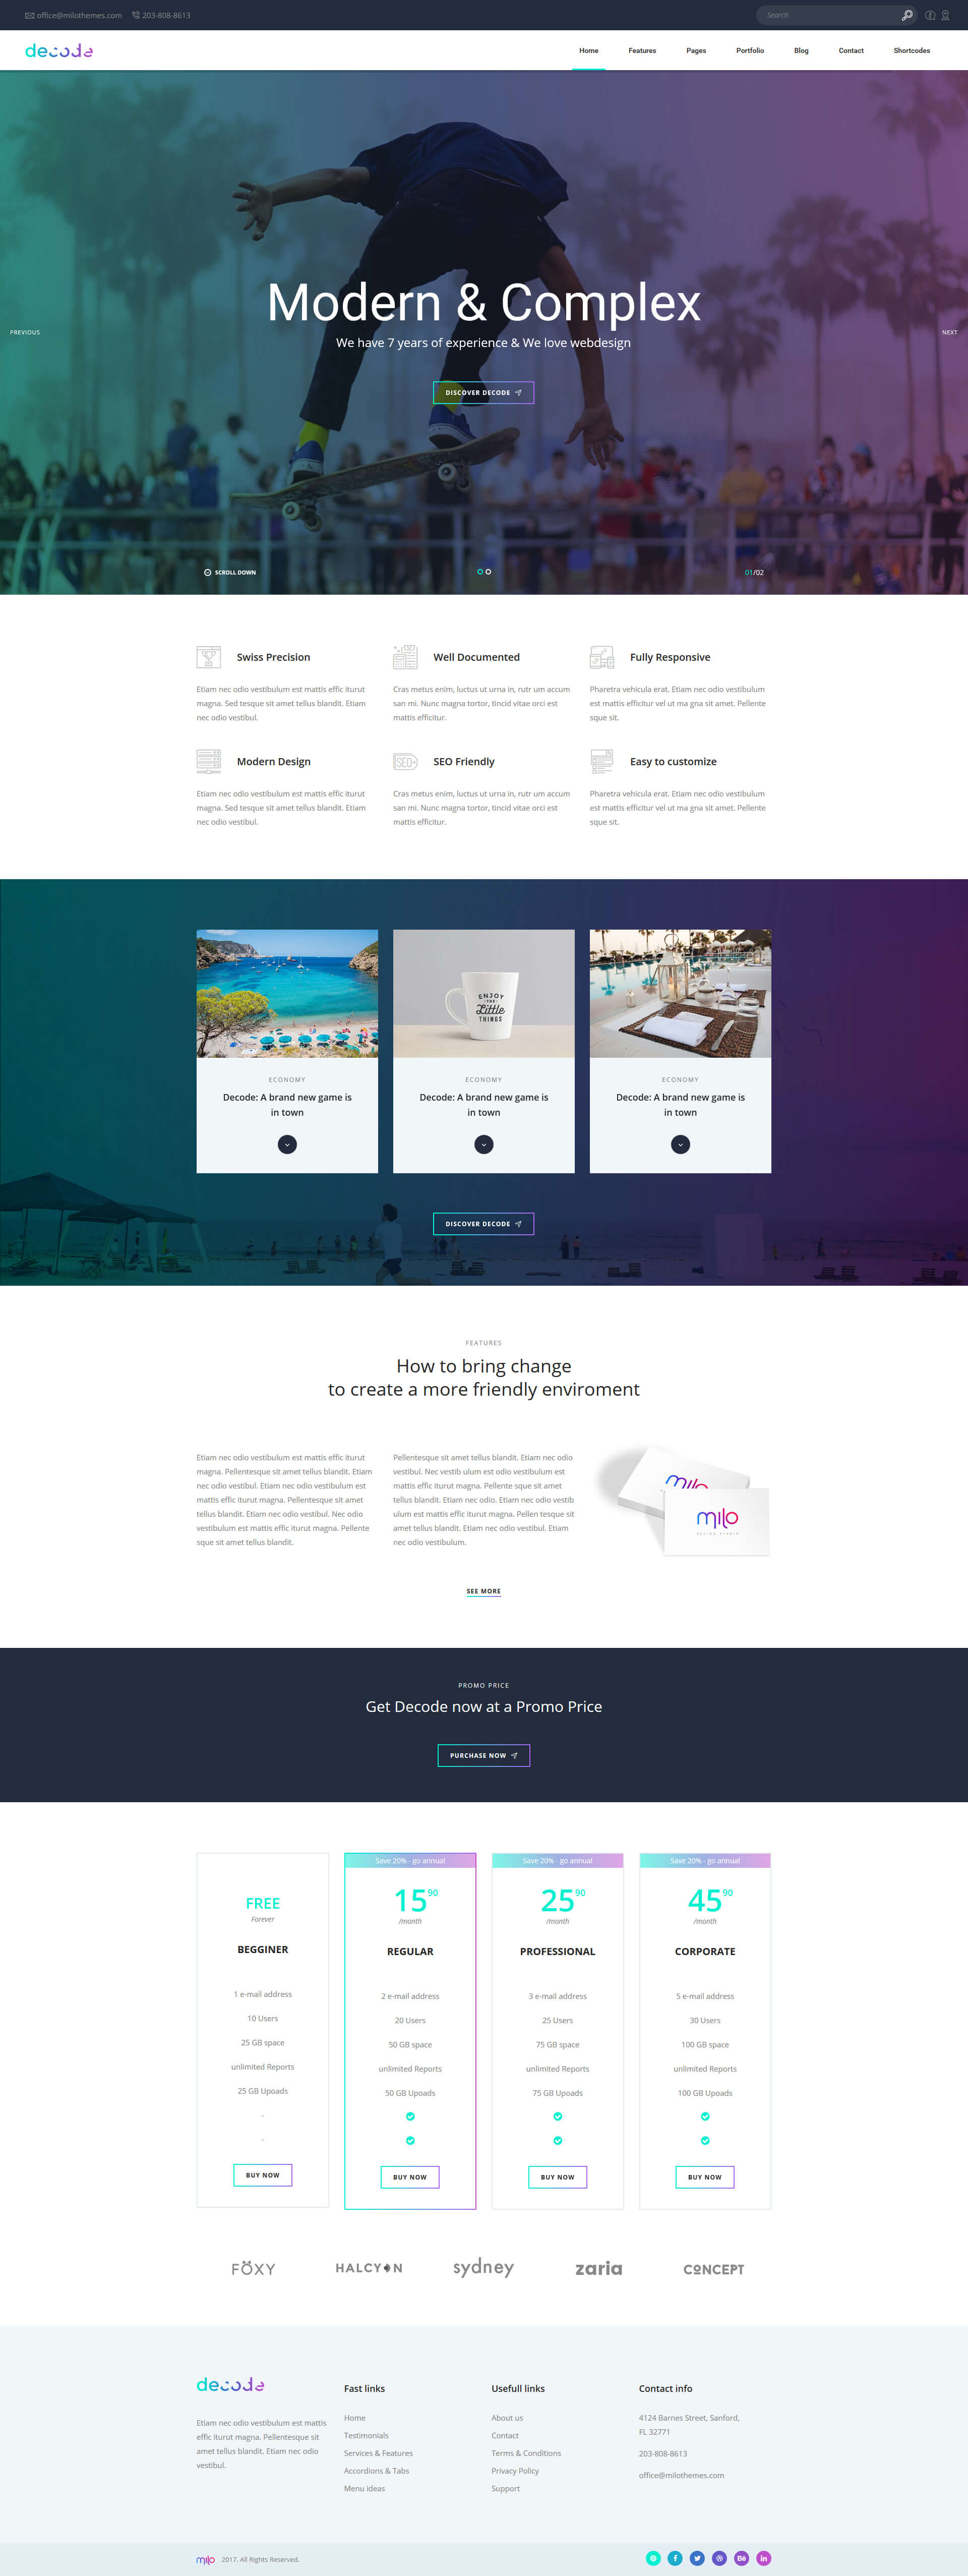 office@milothemes.com 203-808-8613 Search
decode Home Features Pages Portfolio Blog Contact Shortcodes
Modern & Complex
PREVIOUS
NEXT
We have 7 years of experience & We love webdesign
DISCOVER DECODE
SCROLL DOWN
01/02
Swiss Precision
Etiam nec odio vestibulum est mattis effic iturut
magna. Sed tesque sit amet tellus blandit. Etiam
nec odio vestibul.
Well Documented
Cras metus enim, luctus ut urna in, rutr um accum
san mi. Nunc magna tortor, tincid vitae orci est
mattis efficitur.
Fully Responsive
Pharetra vehicula erat. Etiam nec odio vestibulum
est mattis efficitur vel ut ma gna sit amet. Pellente
sque sit.
Modern Design
Etiam nec odio vestibulum est mattis effic iturut
magna. Sed tesque sit amet tellus blandit. Etiam
nec odio vestibul.
SEO
SEO Friendly
Cras metus enim, luctus ut urna in, rutr um accum
san mi. Nunc magna tortor, tincid vitae orci est
mattis efficitur.
Easy to customize
Pharetra vehicula erat. Etiam nec odio vestibulum
est mattis efficitur vel ut ma gna sit amet. Pellente
sque sit.
ECONOMY
Decode: A brand new game is
in town
ENJOY
THE
Little
THINGS
ECONOMY
Decode: A brand new game is
in town
ECONOMY
Decode: A brand new game is
in town
DISCOVER DECODE
FEATURES
How to bring change
to create a more friendly enviroment
Etiam nec odio vestibulum est mattis effic iturut
magna. Pellentesque sit amet tellus blandit. Etiam
nec odio vestibul. Etiam nec odio vestibulum est
mattis effic iturut magna. Pellentesque sit amet
tellus blandit. Etiam nec odio vestibul. Nec odio
vestibulum est mattis effic iturut magna. Pellente
sque sit amet tellus blandit.
Pellentesque sit amet tellus blandit. Etiam nec odio
vestibul. Nec vestib ulum est odio vestibulum est
mattis effic iturut magna. Pellente sque sit amet
tellus blandit. Etiam nec odio. Etiam nec odio vestib
ulum est mattis effic iturut magna. Pellen tesque sit
amet tellus blandit. Etiam nec odio vestibul. Etiam
nec odio vestibulum.
milo
milo
DESIGN STUDIO
SEE MORE
PROMO PRICE
Get Decode now at a Promo Price
PURCHASE NOW
FREE
Forever
BEGGINER
1 e-mail address
10 Users
25 GB space
unlimited Reports
25 GB Upoads
-
-
BUY NOW
Save 20% - go annual
15 90
/month
REGULAR
2 e-mail address
20 Users
50 GB space
unlimited Reports
50 GB Upoads
BUY NOW
Save 20% - go annual
25 90
/month
PROFESSIONAL
3 e-mail address
25 Users
75 GB space
unlimited Reports
75 GB Upoads
BUY NOW
Save 20% - go annual
45 90
/month
CORPORATE
5 e-mail address
30 Users
100 GB space
unlimited Reports
100 GB Upoads
BUY NOW
FÖXY HALCYON sydney zaria CONCEPT
decode
Etiam nec odio vestibulum est mattis
effic iturut magna. Pellentesque sit
amet tellus blandit. Etiam nec odio
vestibul.
Fast links
Home
Testimonials
Services & Features
Accordions & Tabs
Menu ideas
Usefull links
About us
Contact
Terms & Conditions
Privacy Policy
Support
Contact info
4124 Barnes Street, Sanford,
FL 32771
203-808-8613
office@milothemes.com
milo 2017. All Rights Reserved.